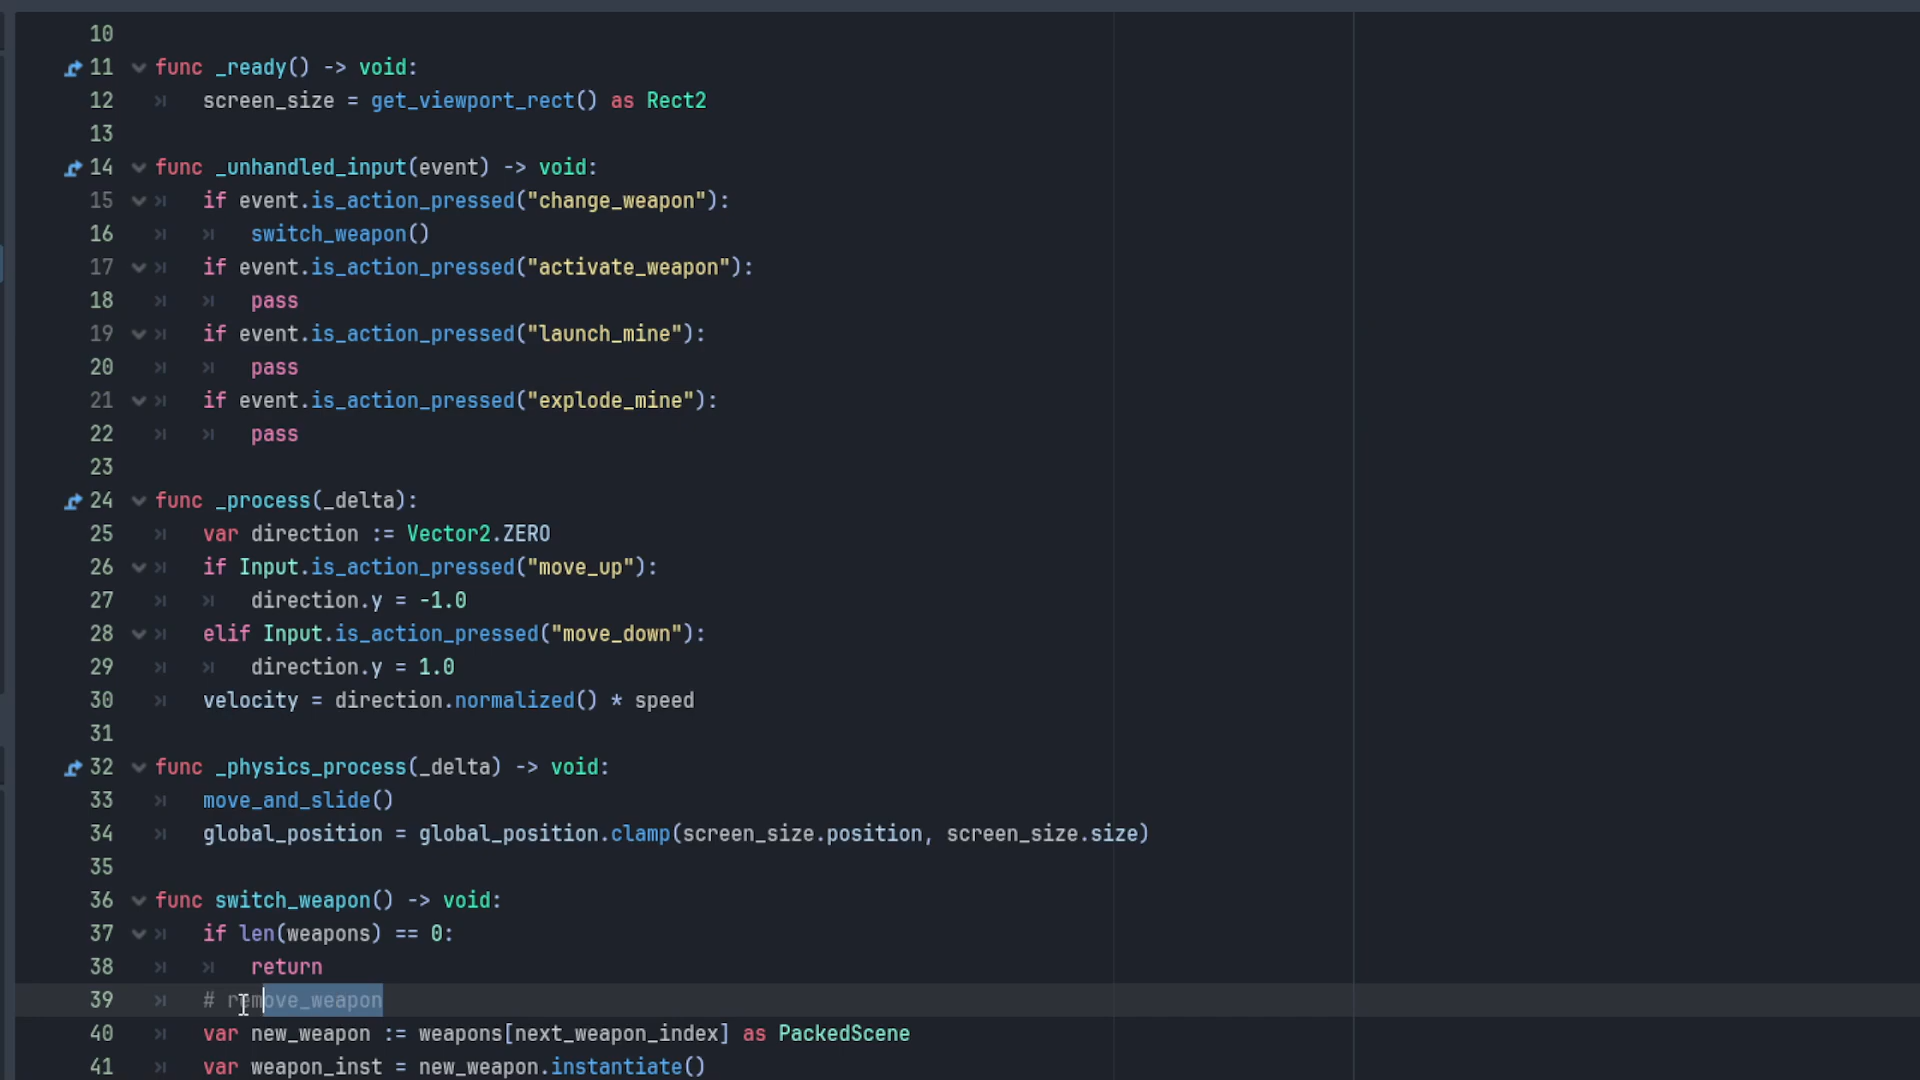 10
11 func _ready() -> void:
12 screen_size = get_viewport_rect() as Rect2
13
14 func _unhandled_input(event) -> void:
15 if event.is_action_pressed("change_weapon"):
16 switch_weapon()
17 if event.is_action_pressed("activate_weapon"):
18 pass
19 if event.is_action_pressed("launch_mine"):
20 pass
21 if event.is_action_pressed("explode_mine"):
22 pass
23
24 func _process(_delta):
25 var direction := Vector2.ZERO
26 if Input.is_action_pressed("move_up"):
27 direction.y = -1.0
28 elif Input.is_action_pressed("move_down"):
29 direction.y = 1.0
30 velocity = direction.normalized() * speed
31
32 func _physics_process(_delta) -> void:
33 move_and_slide()
34 global_position = global_position.clamp(screen_size.position, screen_size.size)
35
36 func switch_weapon() -> void:
37 if len(weapons) == 0:
38 return
39 # remove_weapon
40 var new_weapon := weapons[next_weapon_index] as PackedScene
41 var weapon_inst = new_weapon.instantiate()